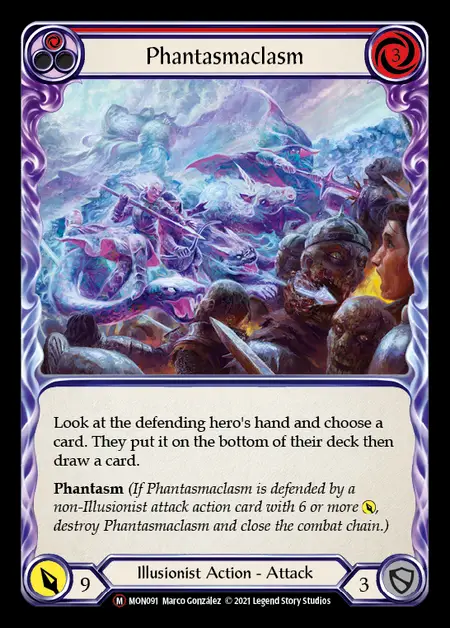 Phantasmaclasm
3
Look at the defending hero's hand and choose a
card. They put it on the bottom of their deck then
draw a card.
Phantasm (If Phantasmaclasm is defended by a
non-Illusionist attack action card with 6 or more ,
destroy Phantasmaclasm and close the combat chain.)
9
Illusionist Action - Attack
3
M MON091 Marco González © 2021 Legend Story Studios